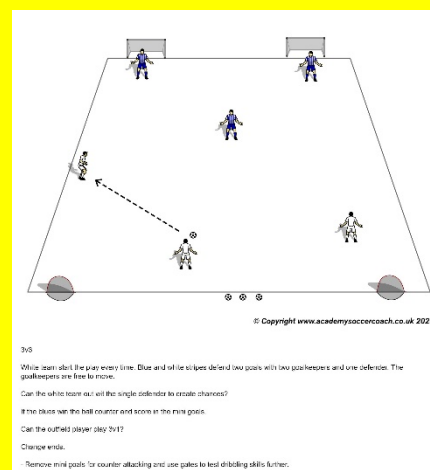 © Copyright www.academysoccercoach.co.uk 202
3v3
White team start the play every time. Blue and white stripes defend two goals with two goalkeepers and one defender. The
goalkeepers are free to move.
Can the white team out wit the single defender to create chances?
If the blues win the ball counter and score in the mini goals.
Can the outfield player play 3v1?
Change ends.
- Remove mini goals for counter attacking and use gates to test dribbling skills further.